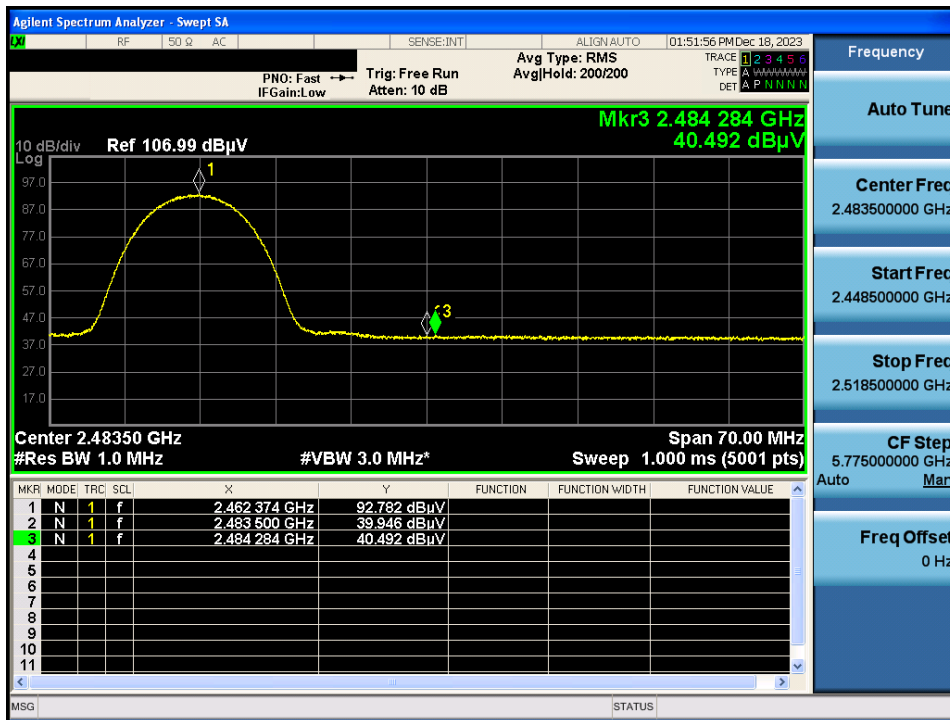 Agilent Spectrum Analyzer - Swept SA
LXI RF 50 Ω AC SENSE:INT ALIGN AUTO 01:51:56 PM Dec 18, 2023
PNO: Fast Trig: Free Run Avg Type: RMS TRACE 1 2 3 4 5 6
IFGain:Low Atten: 10 dB Avg|Hold: 200/200 TYPE A WWWWW
DET A P N N N N
Mkr3 2.484 284 GHz
40.492 dBµV
10 dB/div Ref 106.99 dBµV
Log
97.0
87.0
77.0
67.0
57.0
47.0
37.0
27.0
17.0
1
3
Center 2.48350 GHz Span 70.00 MHz
#Res BW 1.0 MHz #VBW 3.0 MHz* Sweep 1.000 ms (5001 pts)
MKR MODE TRC SCL X Y FUNCTION FUNCTION WIDTH FUNCTION VALUE
1 N 1 f 2.462 374 GHz 92.782 dBµV
2 N 1 f 2.483 500 GHz 39.946 dBµV
3 N 1 f 2.484 284 GHz 40.492 dBµV
4
5
6
7
8
9
10
11
MSG STATUS
Frequency
Auto Tune
Center Freq
2.483500000 GHz
Start Freq
2.448500000 GHz
Stop Freq
2.518500000 GHz
CF Step
5.775000000 GHz
Auto Man
Freq Offset
0 Hz